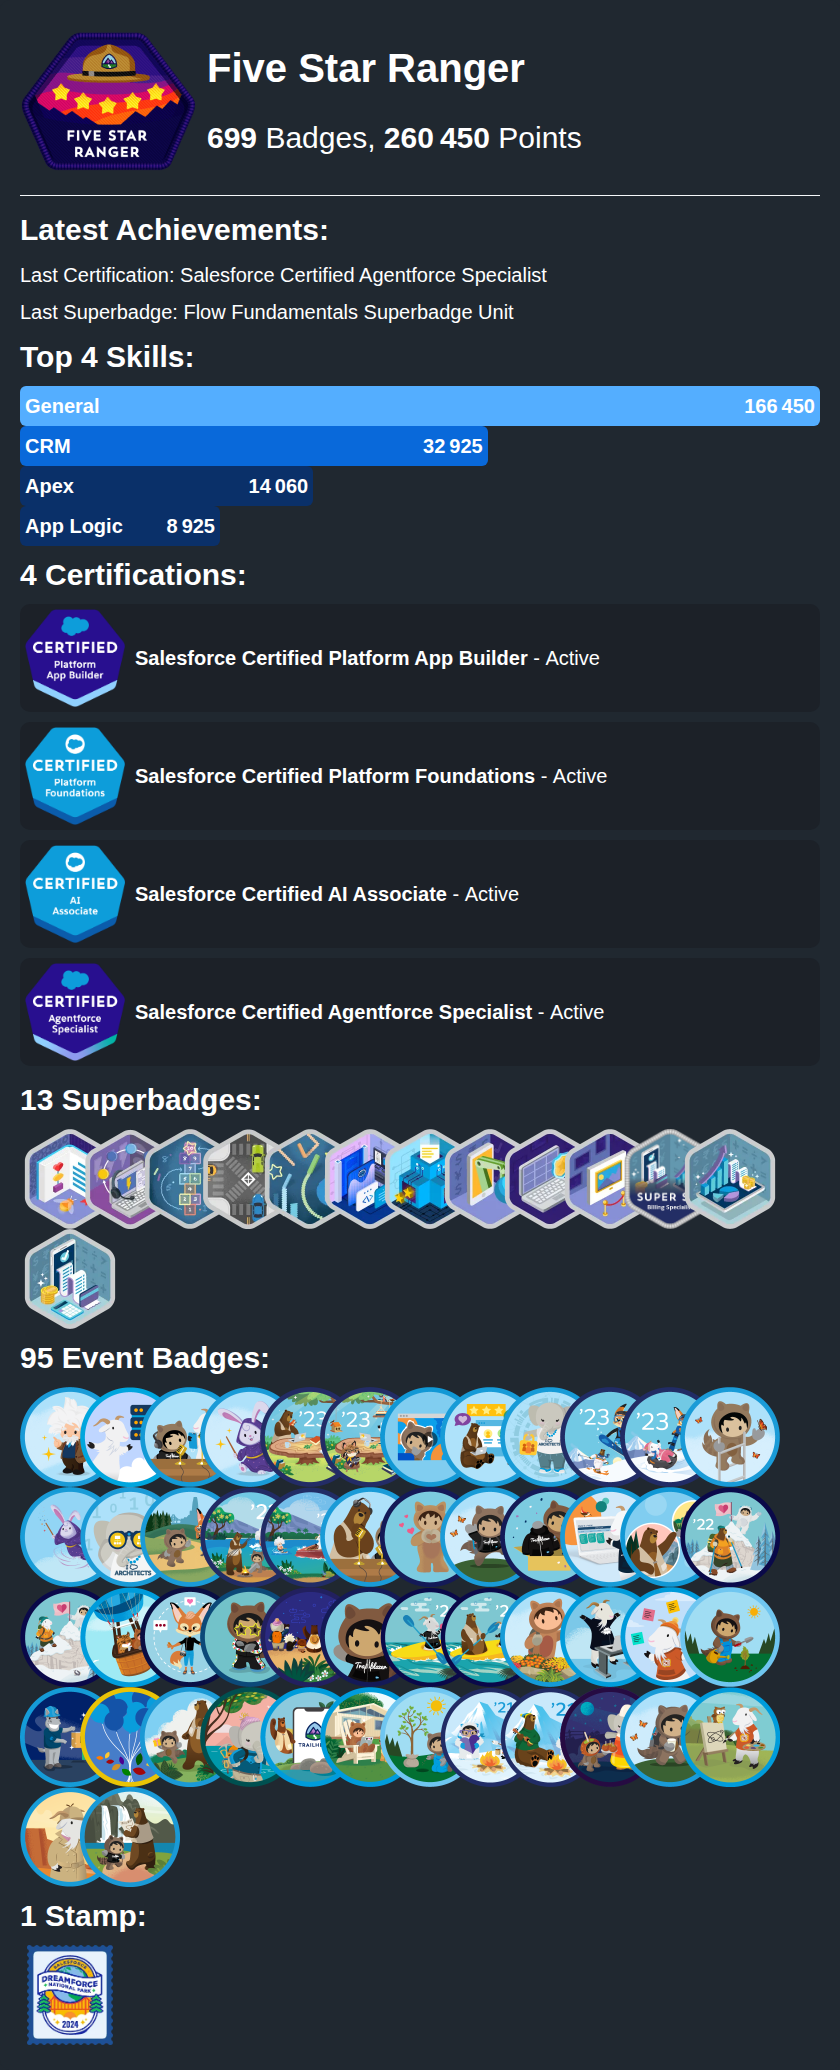 FIVE STAR
RANGER
Five Star Ranger
699 Badges, 260 450 Points
Latest Achievements:
Last Certification: Salesforce Certified Agentforce Specialist
Last Superbadge: Flow Fundamentals Superbadge Unit
Top 4 Skills:
General 166 450
CRM 32 925
Apex 14 060
App Logic 8 925
4 Certifications:
CERTIFIED
Platform
App Builder
Salesforce Certified Platform App Builder - Active
CERTIFIED
Platform
Foundations
Salesforce Certified Platform Foundations - Active
CERTIFIED
AI
Associate
Salesforce Certified AI Associate - Active
CERTIFIED
Agentforce
Specialist
Salesforce Certified Agentforce Specialist - Active
13 Superbadges:
SUPER
Billing
95 Event Badges:
'23
'23
ARCHITECTS
'23
'23
ARCHITECTS
'22
Trailblazer
'21
1 Stamp:
SALESFORCE
DREAMFORCE
NATIONAL PARK
2024